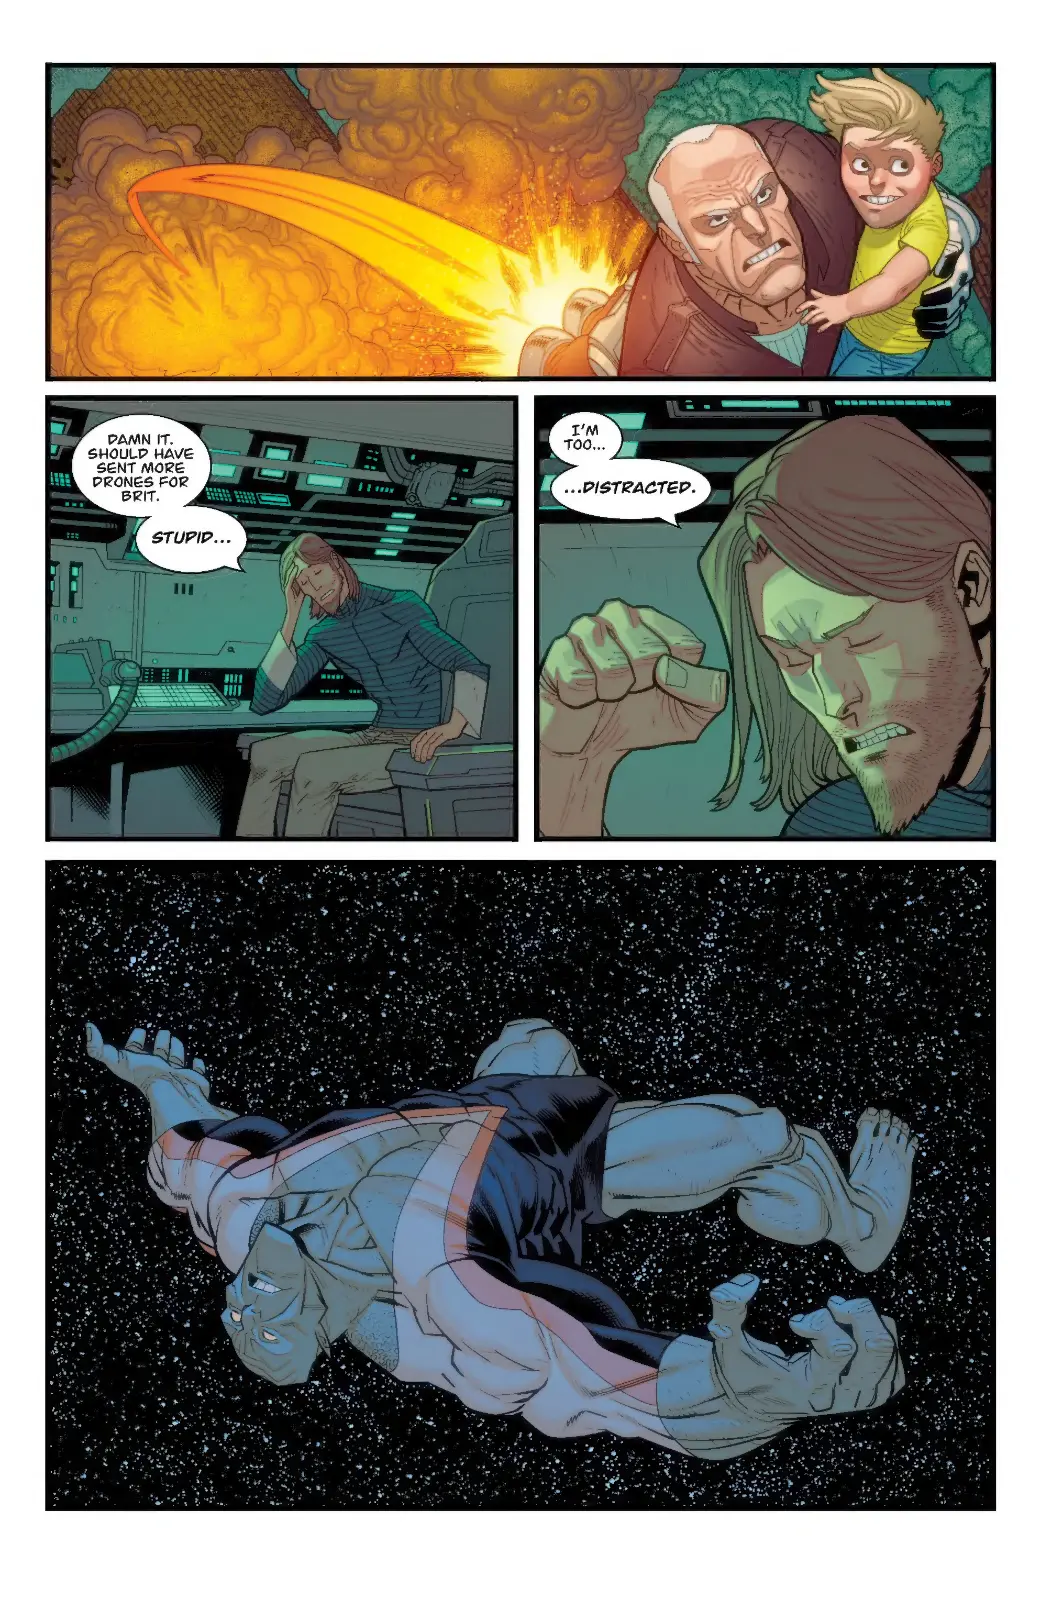 DAMN IT.
SHOULD HAVE
SENT MORE
DRONES FOR
BRIT.
STUPID...
I'M
TOO...
...DISTRACTED.